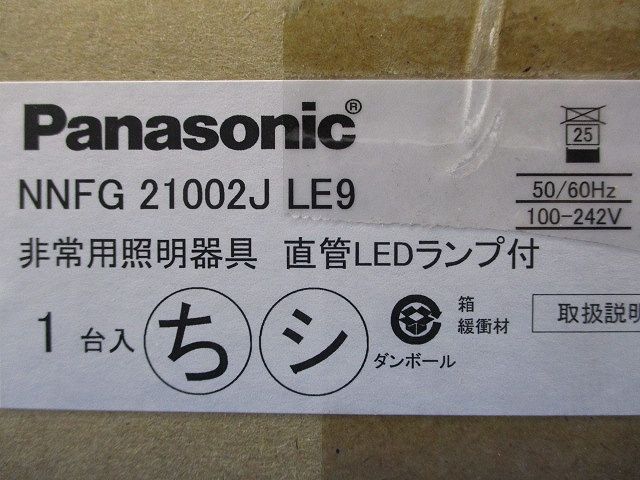 Panasonic®
25
NNFG 21002J LE9
50/60Hz
100-242V
非常用照明器具 直管LEDランプ付
1 台入
ち
シ
ダンボール
箱
緩衝材
取扱説明